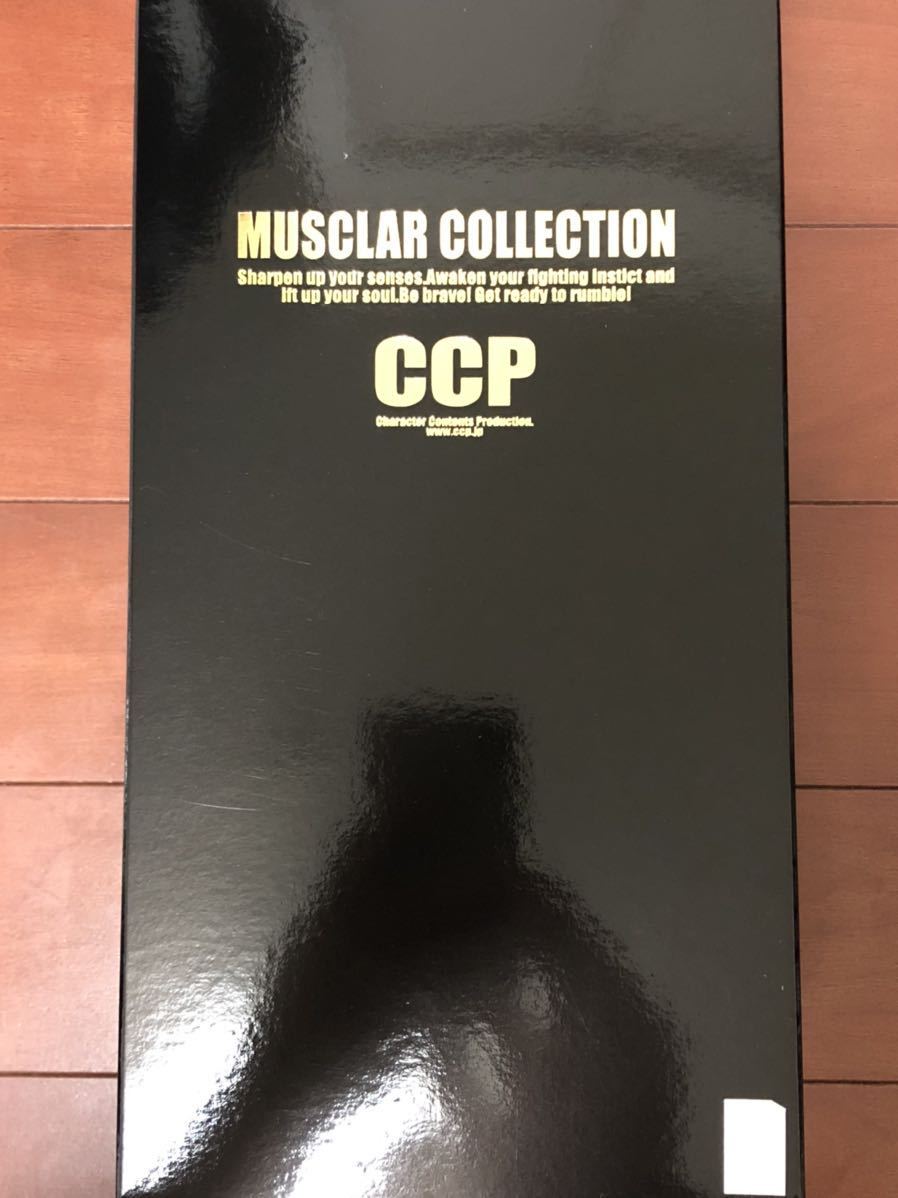 MUSCLAR COLLECTION
Sharpen up your senses.Awaken your fighting instict and
lft up your soul.Be brave! Get ready to rumble!
CCP
Character Contents Production.
www.ccp.jp